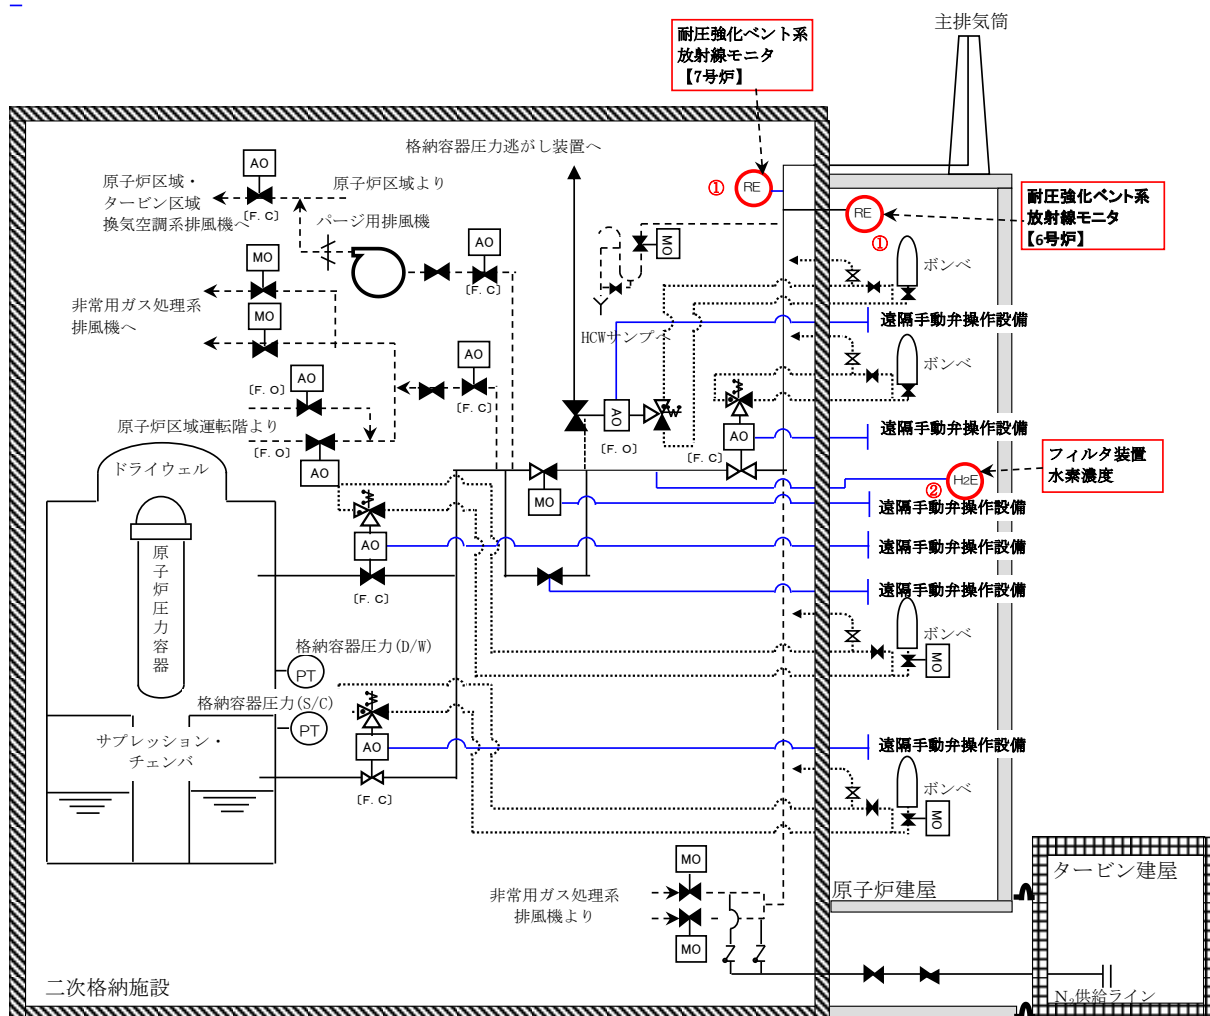 主排気筒
耐圧強化ベント系
放射線モニタ
【7号炉】
格納容器圧力逃がし装置へ
AO
原子炉区域・
タービン区域
換気空調系排風機へ
[F. C]
原子炉区域より
パージ用排風機
RE
①
RE
①
耐圧強化ベント系
放射線モニタ
【6号炉】
MO
AO
[F. C]
MO
MO
非常用ガス処理系
排風機へ
ボンベ
遠隔手動弁操作設備
HCWサンプへ
AO
[F. C]
AO
[F. O]
ボンベ
原子炉区域運転階より
[F. O]
AO
AO
[F. O]
AO
[F. C]
遠隔手動弁操作設備
ドライウェル
フィルタ装置
水素濃度
H2E
②
MO
遠隔手動弁操作設備
原子炉圧力容器
AO
[F. C]
遠隔手動弁操作設備
遠隔手動弁操作設備
格納容器圧力(D/W)
PT
ボンベ
MO
格納容器圧力(S/C)
PT
サプレッション・
チェンバ
AO
[F. C]
遠隔手動弁操作設備
ボンベ
MO
MO
非常用ガス処理系
排風機より
MO
原子炉建屋
タービン建屋
二次格納施設
N₂供給ライン